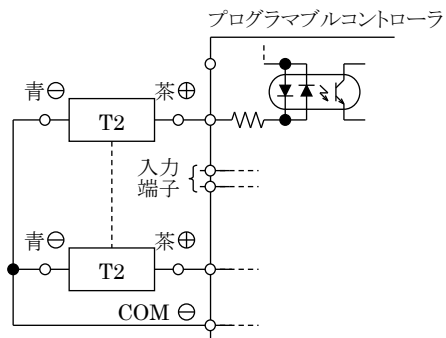 プログラマブルコントローラ
青⊖ 茶⊕
T2
入力
端子
青⊖ 茶⊕
T2
COM ⊖